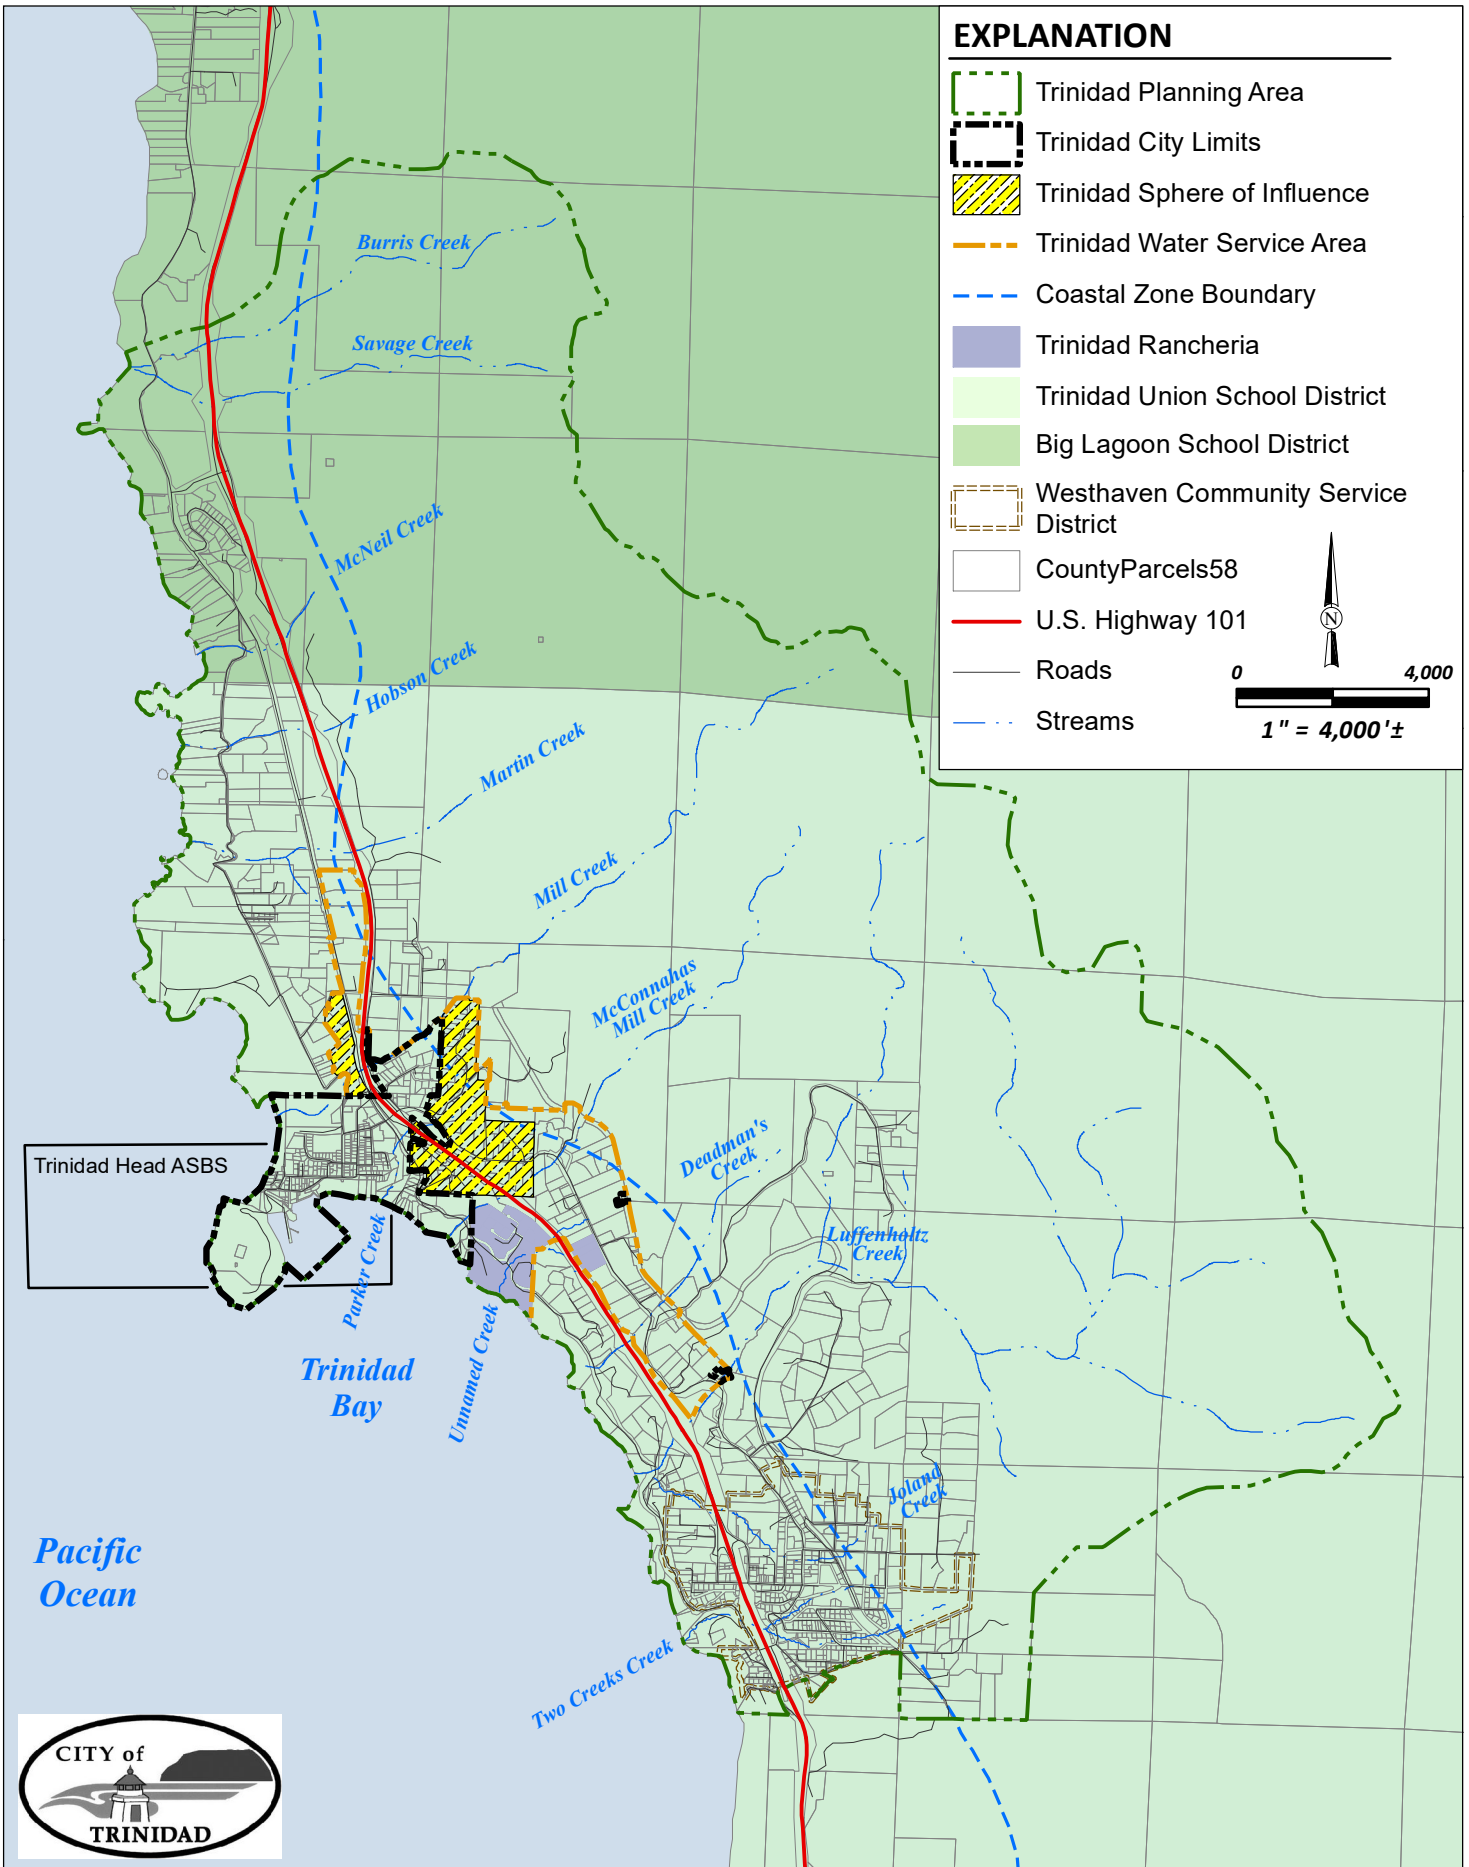 EXPLANATION
Trinidad Planning Area
Trinidad City Limits
Trinidad Sphere of Influence
Trinidad Water Service Area
Coastal Zone Boundary
Trinidad Rancheria
Trinidad Union School District
Big Lagoon School District
Westhaven Community Service
District
CountyParcels58
U.S. Highway 101
Roads
Streams
N
0 4,000
1" = 4,000'±
Burris Creek
Savage Creek
McNeil Creek
Hobson Creek
Martin Creek
Mill Creek
McConnahas
Mill Creek
Deadman's
Creek
Trinidad Head ASBS
Luffenholtz
Creek
Parker Creek
Unnamed Creek
Trinidad
Bay
Joland
Creek
Pacific
Ocean
Two Creeks Creek
CITY of
TRINIDAD